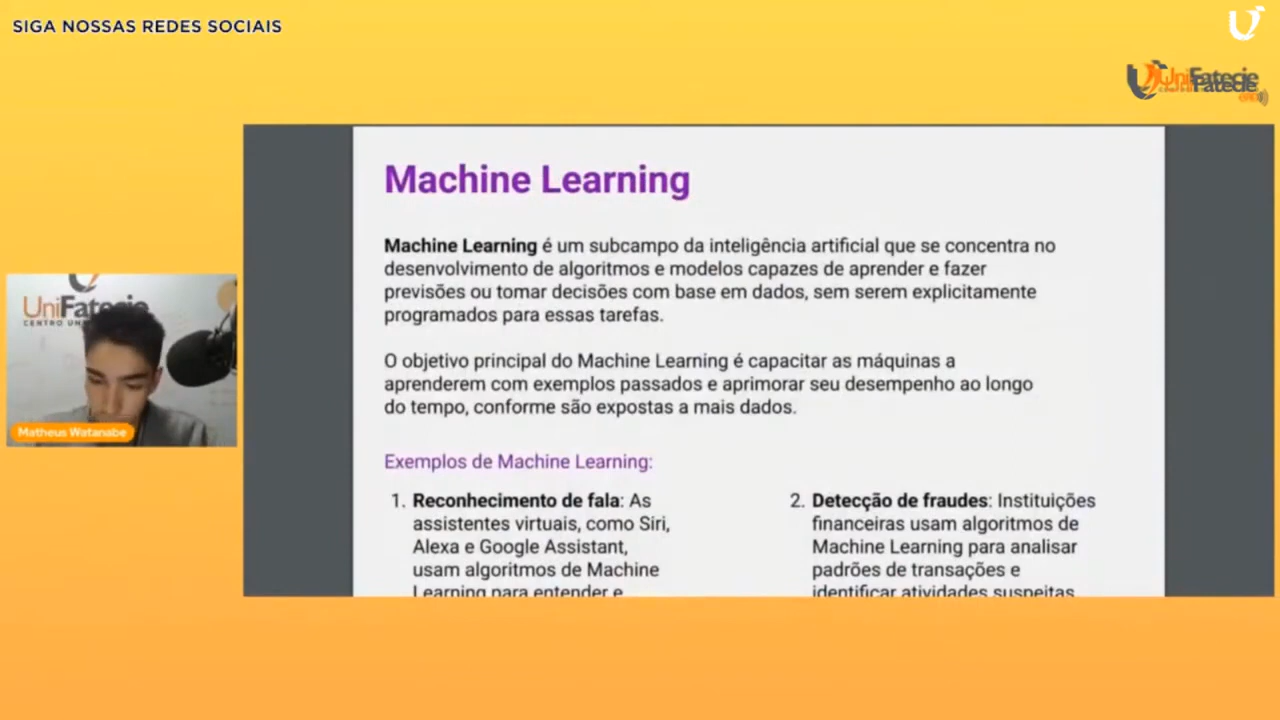 SIGA NOSSAS REDES SOCIAIS
UniFatecie
Machine Learning
Machine Learning é um subcampo da inteligência artificial que se concentra no
desenvolvimento de algoritmos e modelos capazes de aprender e fazer
previsões ou tomar decisões com base em dados, sem serem explicitamente
programados para essas tarefas.
O objetivo principal do Machine Learning é capacitar as máquinas a
aprenderem com exemplos passados e aprimorar seu desempenho ao longo
do tempo, conforme são expostas a mais dados.
Exemplos de Machine Learning:
1. Reconhecimento de fala: As
assistentes virtuais, como Siri,
Alexa e Google Assistant,
usam algoritmos de Machine
Learning para entender e
2. Detecção de fraudes: Instituições
financeiras usam algoritmos de
Machine Learning para analisar
padrões de transações e
identificar atividades suspeitas
UniFatecie
CENTRO
Matheus Watanabe